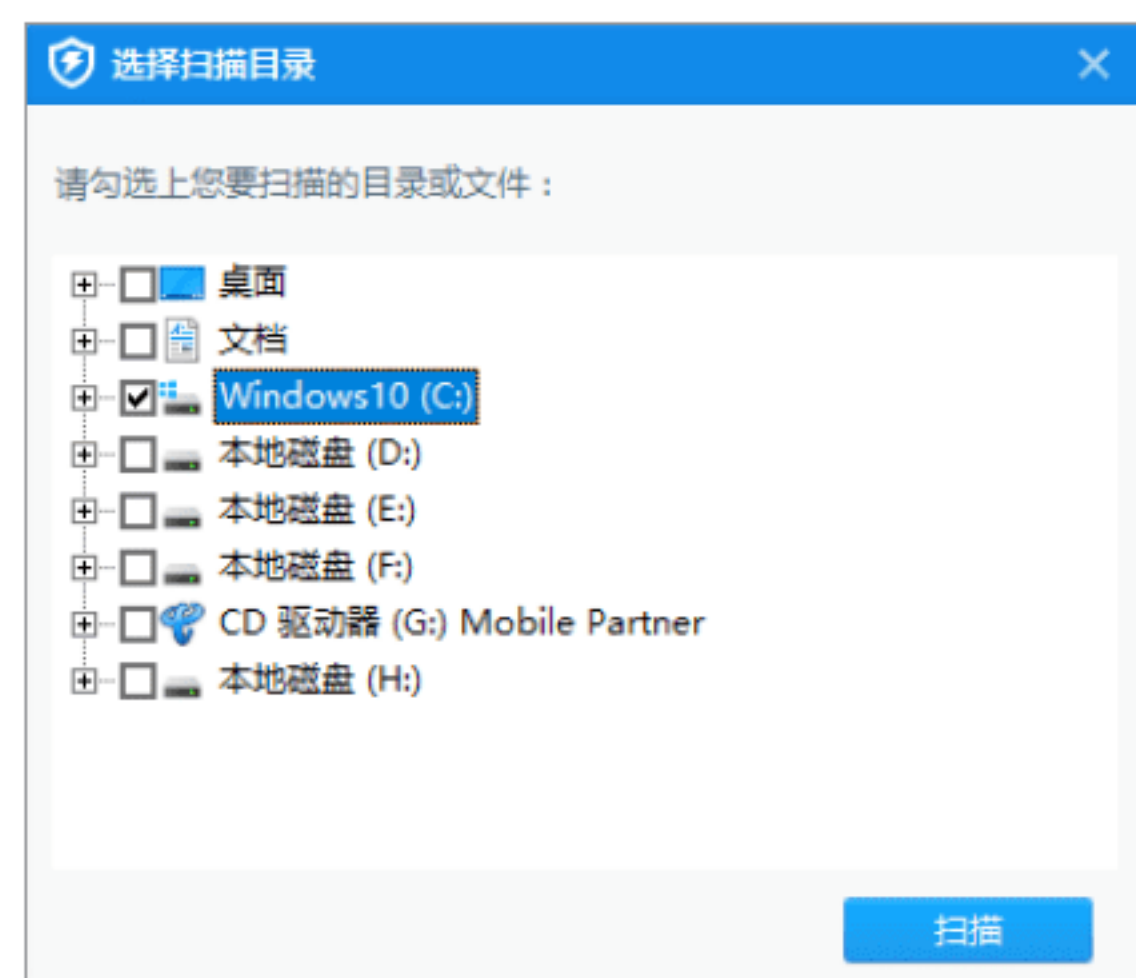 选择扫描目录
请勾选上您要扫描的目录或文件：
桌面
文档
Windows10 (C:)
本地磁盘 (D:)
本地磁盘 (E:)
本地磁盘 (F:)
CD 驱动器 (G:) Mobile Partner
本地磁盘 (H:)
扫描